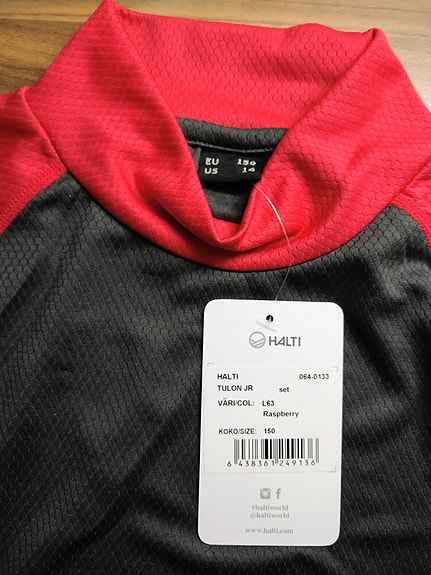 EU 150
US 14
HALTI
HALTI 064-0133
TULON JR set
VÄRI/COL: L63
Raspberry
KOKO/SIZE: 150
6 438361 249136
#haltiworld
@haltiworld
www.halti.com